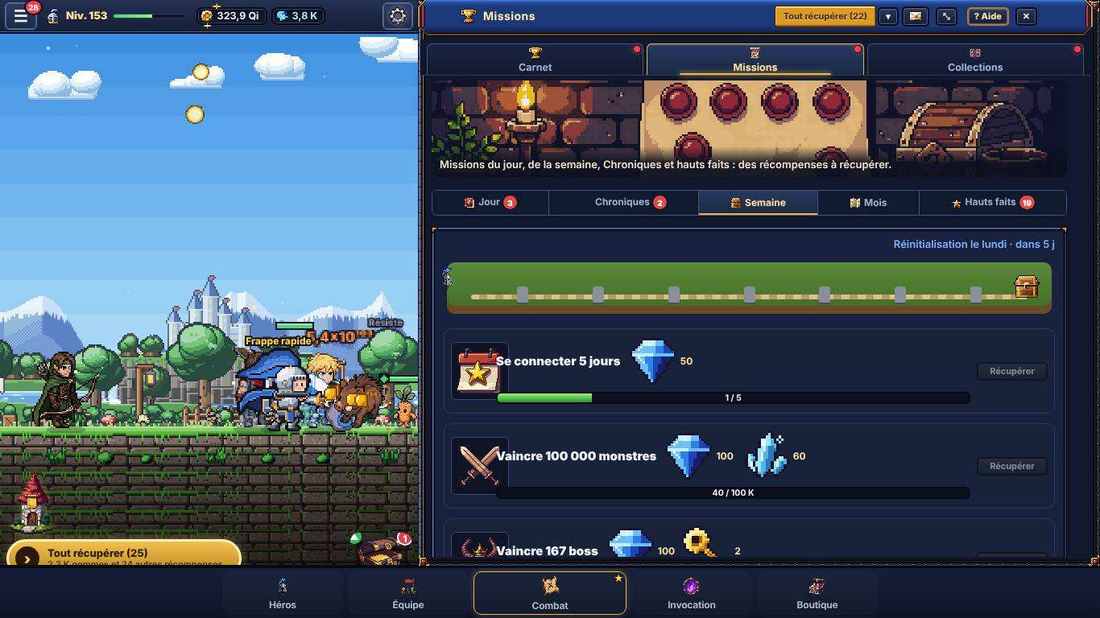 28
Niv. 153
323,9 Qi
3,8 K
Missions
Tout récupérer (22)
? Aide
Carnet
Missions
Collections
Missions du jour, de la semaine, Chroniques et hauts faits : des récompenses à récupérer.
Jour 3
Chroniques 2
Semaine
Mois
Hauts faits 19
Réinitialisation le lundi · dans 5 j
Se connecter 5 jours
50
1 / 5
Récupérer
Vaincre 100 000 monstres
100
60
40 / 100 K
Récupérer
Vaincre 167 boss
100
2
Résiste
Frappe rapide
Tout récupérer (25)
1
Héros
Équipe
Combat
Invocation
Boutique